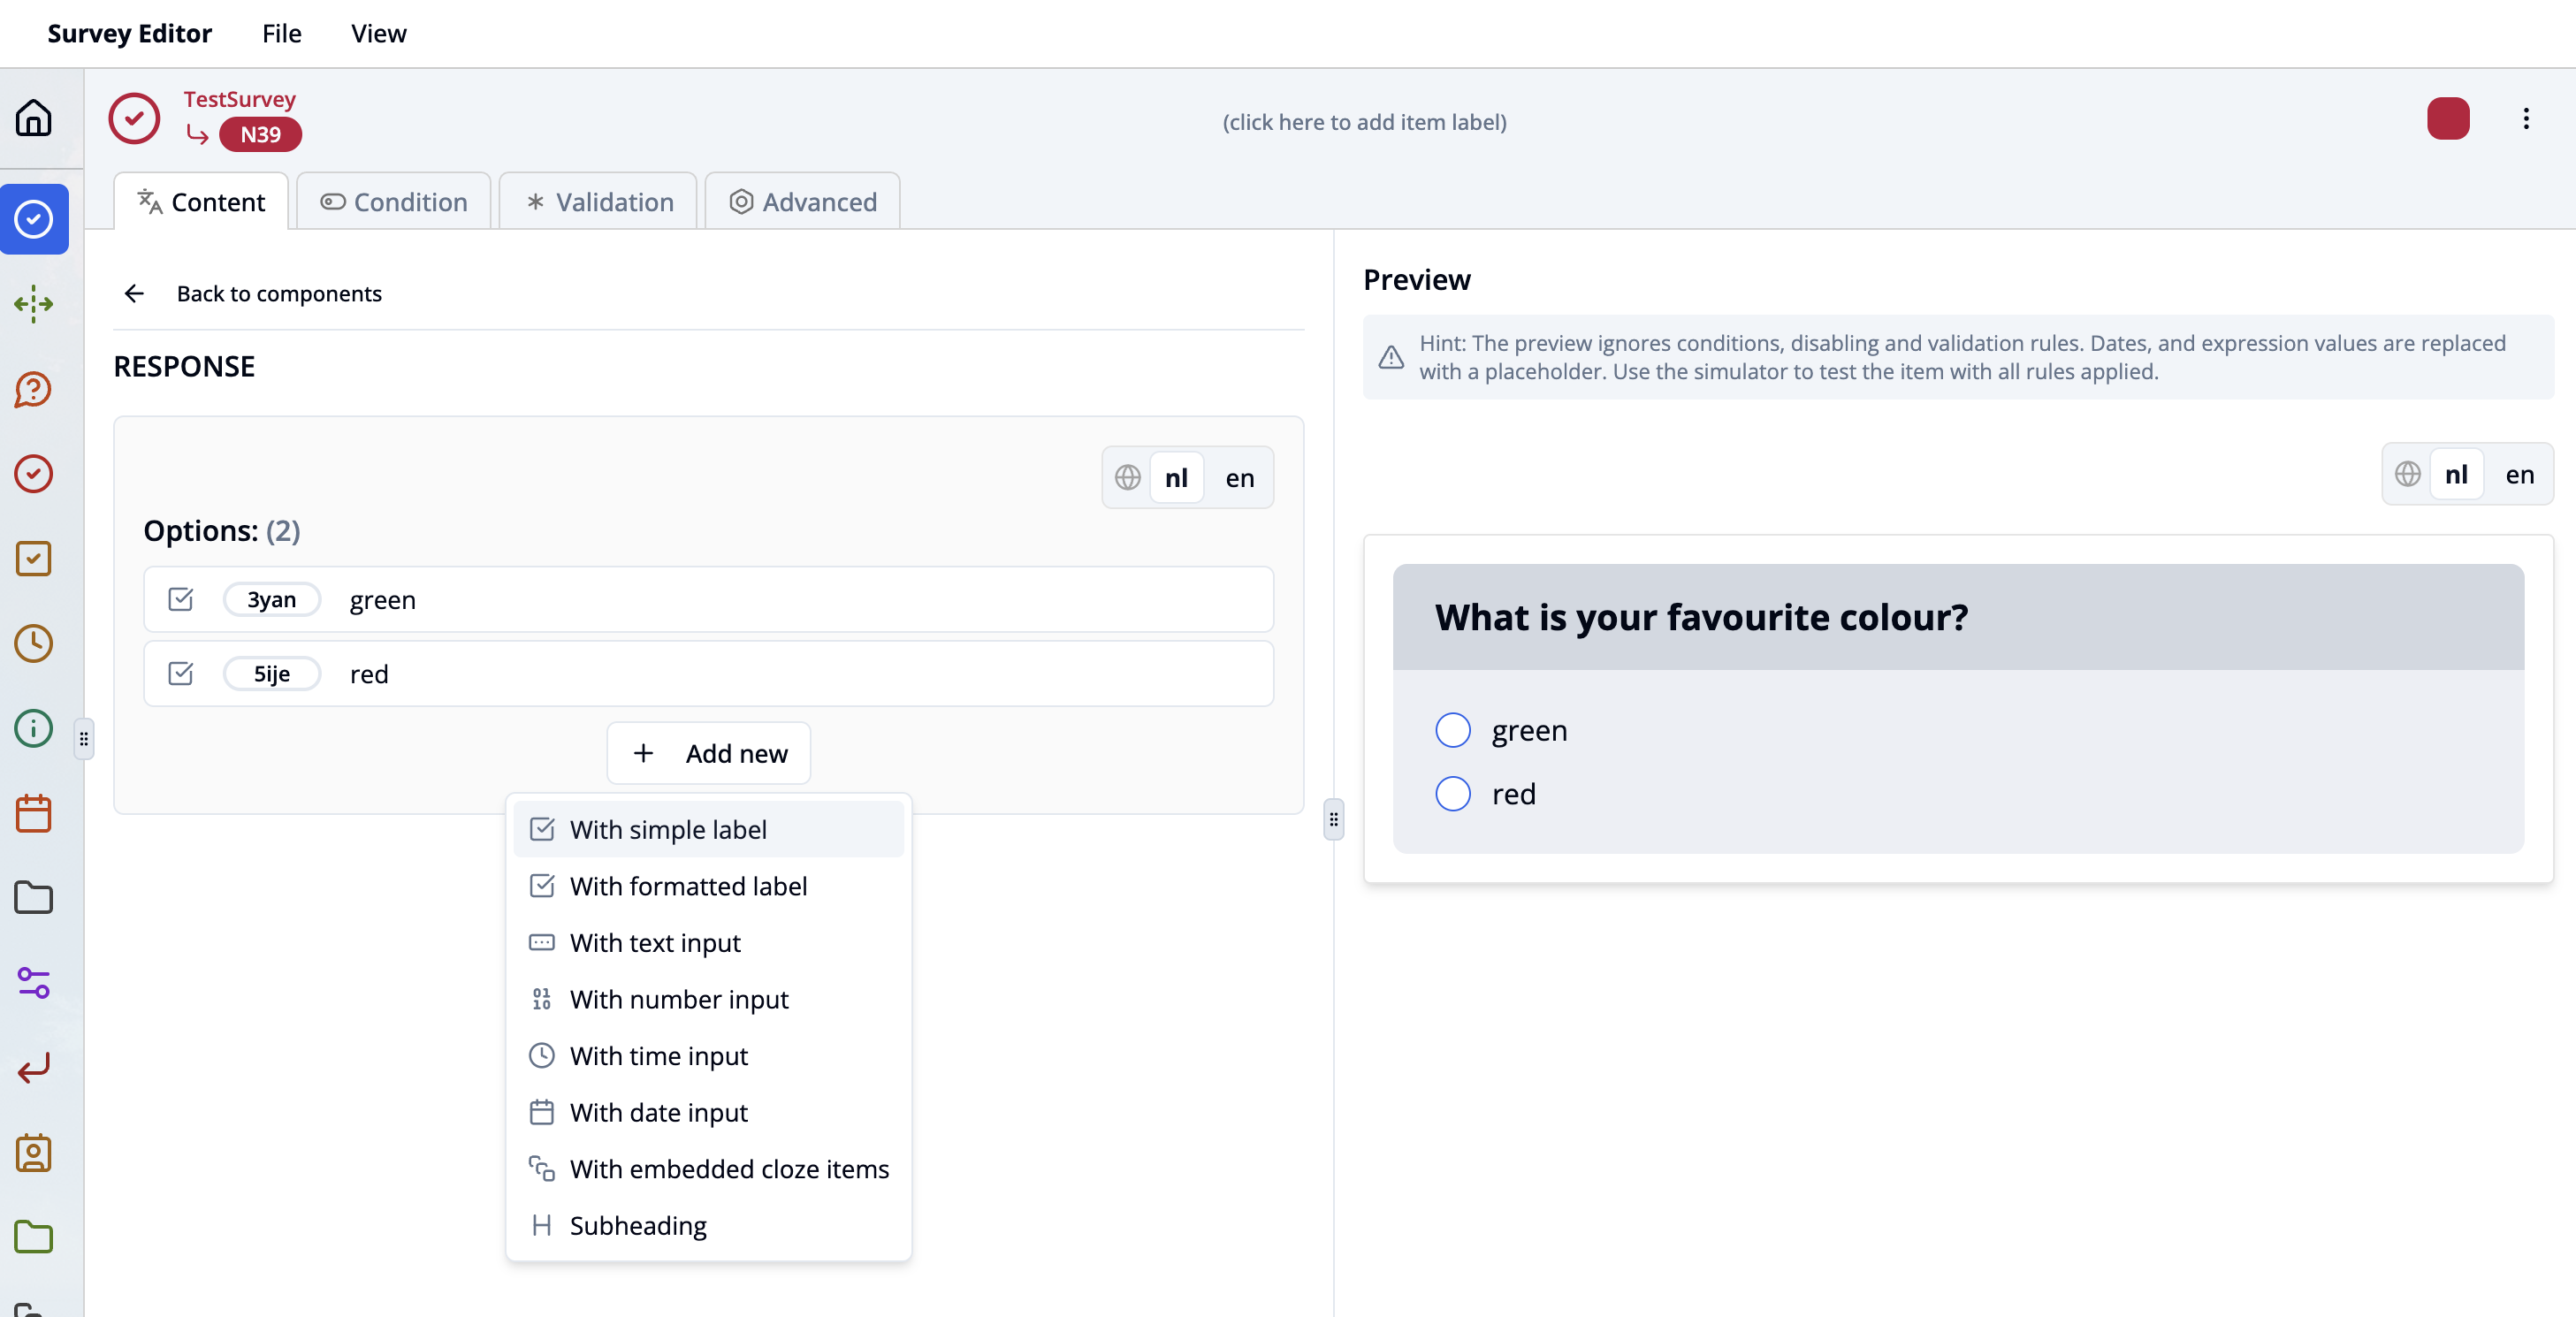 Survey Editor File View
TestSurvey
N39
(click here to add item label)
Content Condition Validation Advanced
Back to components
RESPONSE
nl en
Options: (2)
3yan green
5ije red
Add new
With simple label
With formatted label
With text input
With number input
With time input
With date input
With embedded cloze items
Subheading
Preview
Hint: The preview ignores conditions, disabling and validation rules. Dates, and expression values are replaced
with a placeholder. Use the simulator to test the item with all rules applied.
nl en
What is your favourite colour?
green
red